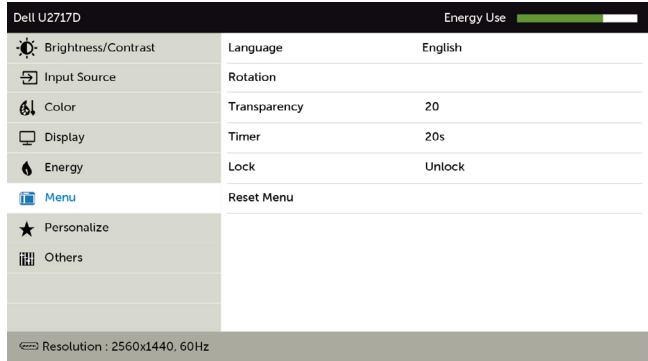 Dell U2717D Energy Use
Brightness/Contrast Language English
Input Source Rotation
Color Transparency 20
Display Timer 20s
Energy Lock Unlock
Menu Reset Menu
Personalize
Others
Resolution : 2560x1440, 60Hz